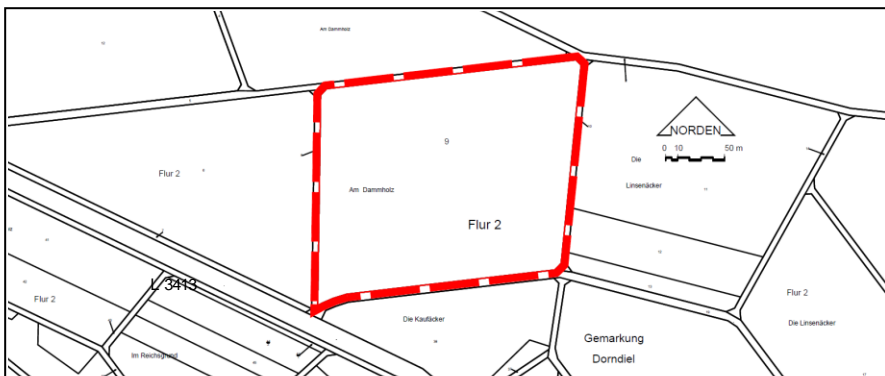 Am Dammholz
NORDEN
0 10 50 m
9
Flur 2
Die
Linsenäcker
Am Dammholz
Flur 2
L 3413
Flur 2
Flur 2
Die Kautäcker
Die Linsenäcker
Gemarkung
Dorndiel
Im Reichsgrund